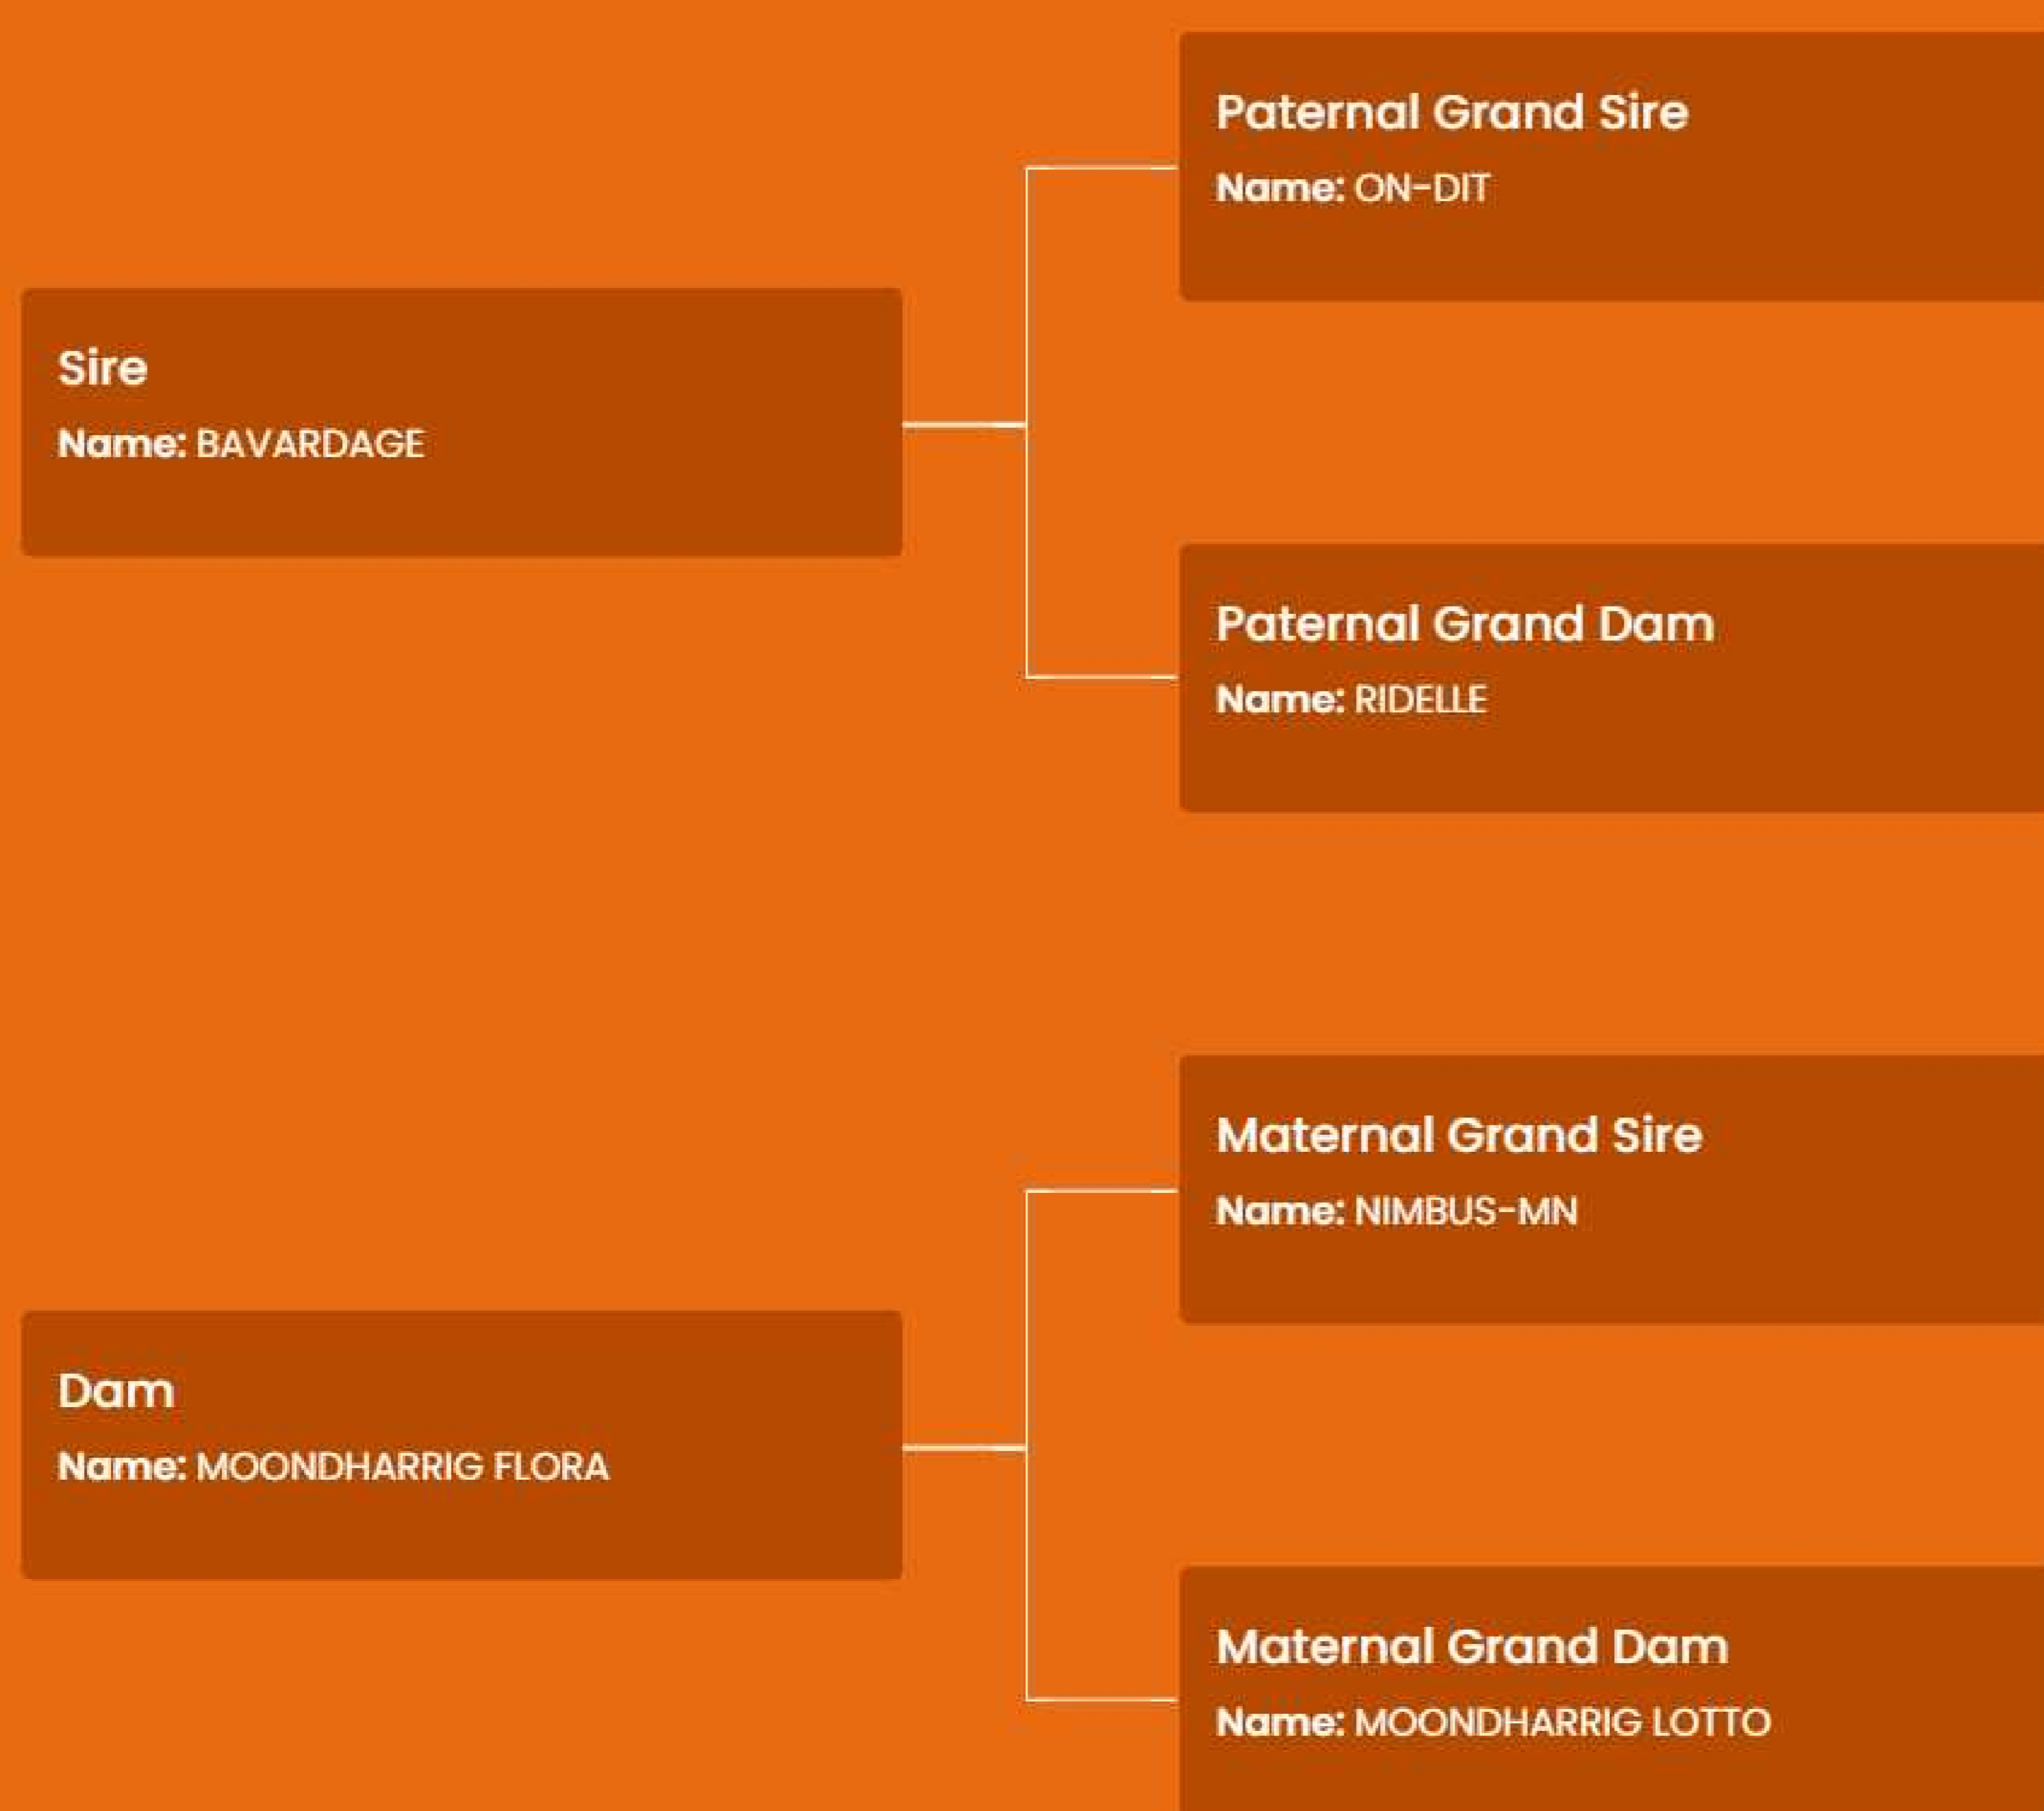 Paternal Grand Sire
Name: ON-DIT
Sire
Name: BAVARDAGE
Paternal Grand Dam
Name: RIDELLE
Maternal Grand Sire
Name: NIMBUS-MN
Dam
Name: MOONDHARRIG FLORA
Maternal Grand Dam
Name: MOONDHARRIG LOTTO